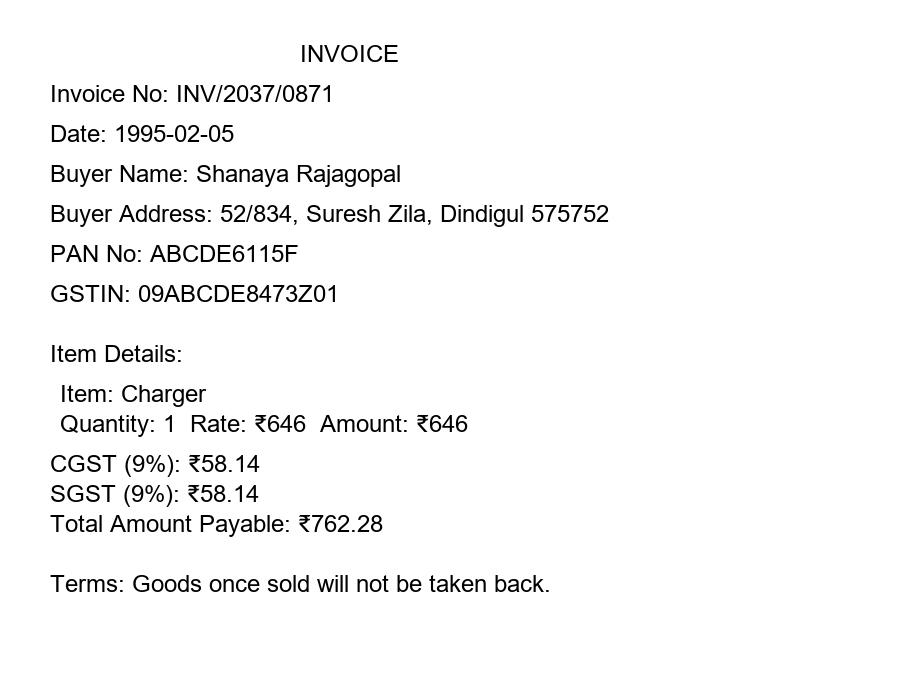 INVOICE
Invoice No: INV/2037/0871
Date: 1995-02-05
Buyer Name: Shanaya Rajagopal
Buyer Address: 52/834, Suresh Zila, Dindigul 575752
PAN No: ABCDE6115F
GSTIN: 09ABCDE8473Z01
Item Details:
Item: Charger
Quantity: 1  Rate: ₹646  Amount: ₹646
CGST (9%): ₹58.14
SGST (9%): ₹58.14
Total Amount Payable: ₹762.28
Terms: Goods once sold will not be taken back.